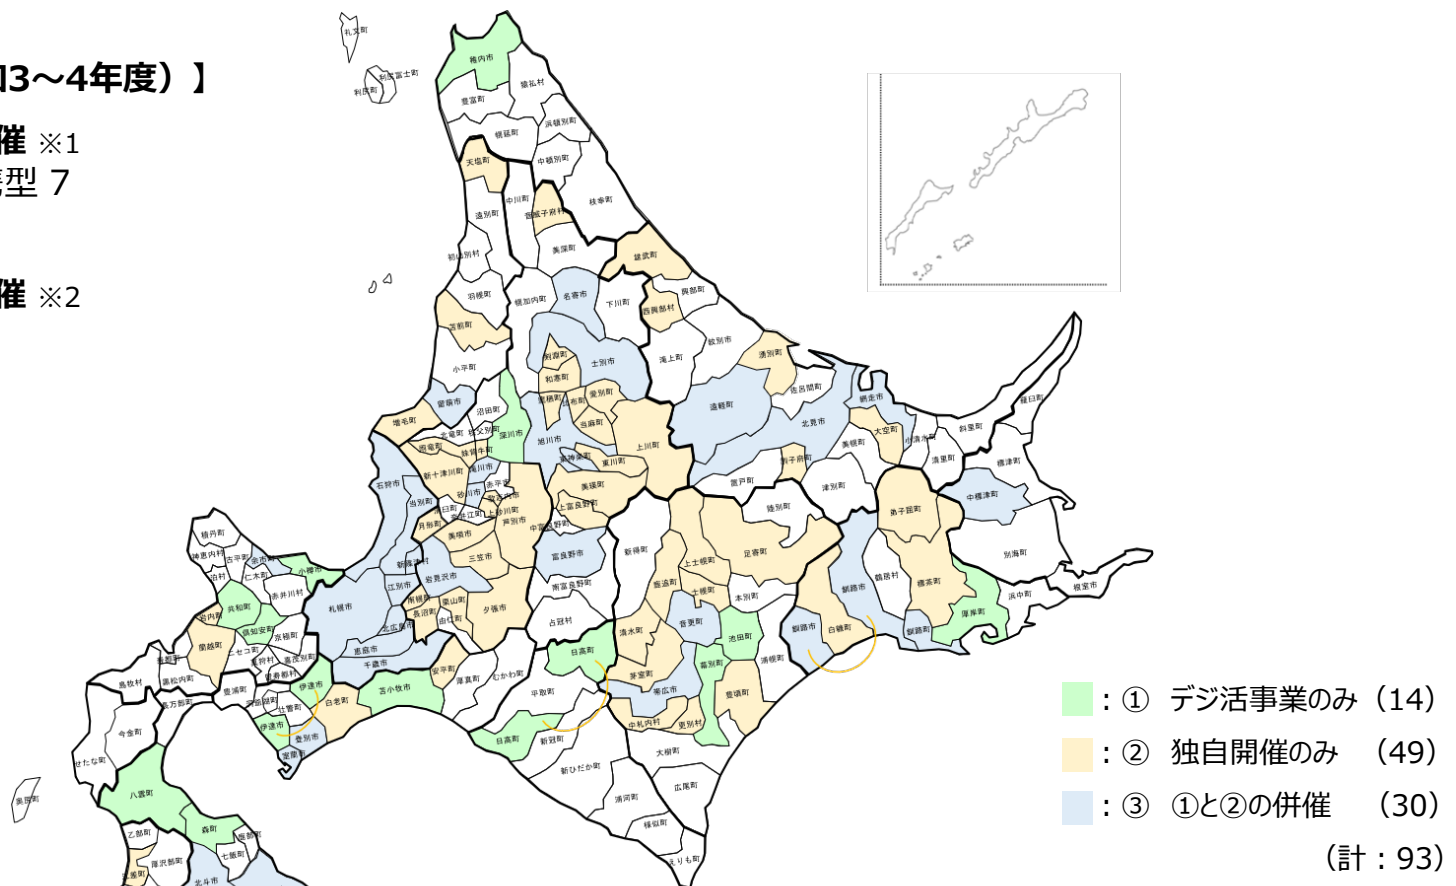 3～4年度）】
催 ※1
型 7
催 ※2
礼文町
利尻富士町
利尻町
稚内市
猿払村
豊富町
浜頓別町
幌延町
中頓別町
天塩町
枝幸町
中川町
音威子府村
遠別町
美深町
初山別村
雄武町
羽幌町
幌加内町
名寄市
下川町
興部町
西興部村
苫前町
紋別市
滝上町
湧別町
小平町
剣淵町
士別市
和寒町
佐呂間町
留萌市
沼田町
愛別町
遠軽町
網走市
北見市
増毛町
北竜町
秩父別町
深川市
旭川市
当麻町
上川町
大空町
小清水町
斜里町
羅臼町
妹背牛町
美幌町
清里町
標津町
新十津川町
滝川市
東神楽町
東川町
訓子府町
置戸町
津別町
石狩市
当別町
砂川市
赤平市
美瑛町
中標津町
上砂川町
上富良野町
陸別町
弟子屈町
月形町
美唄市
芦別市
中富良野町
積丹町
神恵内村
古平町
余市町
小樽市
泊村
仁木町
赤井川村
三笠市
富良野市
新得町
足寄町
別海町
岩見沢市
江別市
上士幌町
鹿追町
士幌町
本別町
釧路市
鶴居村
標茶町
根室市
浜中町
厚岸町
南富良野町
共和町
岩内町
倶知安町
札幌市
南幌町
栗山町
長沼町
由仁町
夕張市
北広島市
占冠村
清水町
音更町
池田町
釧路市
白糠町
釧路町
蘭越町
京極町
ニセコ町
喜茂別町
恵庭市
千歳市
日高町
芽室町
幕別町
浦幌町
黒松内町
島牧村
豊浦町
伊達市
壮瞥町
白老町
苫小牧市
安平町
厚真町
むかわ町
平取町
帯広市
豊頃町
長万部町
今金町
伊達市
登別市
室蘭市
日高町
新冠町
中札内村
更別村
せたな町
新ひだか町
大樹町
八雲町
浦河町
広尾町
奥尻町
様似町
えりも町
森町
乙部町
厚沢部町
七飯町
北斗市
：① デジ活事業のみ（14）
：② 独自開催のみ （49）
：③ ①と②の併催 （30）
（計：93）